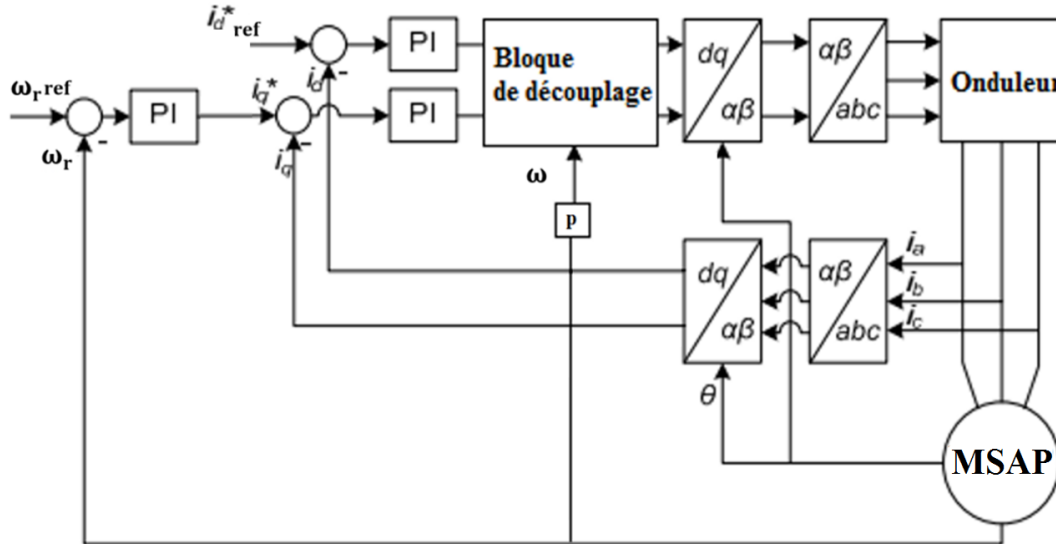 i_d* ref
PI
Bloque
de découplage
dq
αβ
αβ
abc
Onduleur
ω_r ref
PI
i_q*
i_d
-
PI
-
ω_r
-
i_q
ω
p
dq
αβ
αβ
abc
i_a
i_b
i_c
θ
MSAP